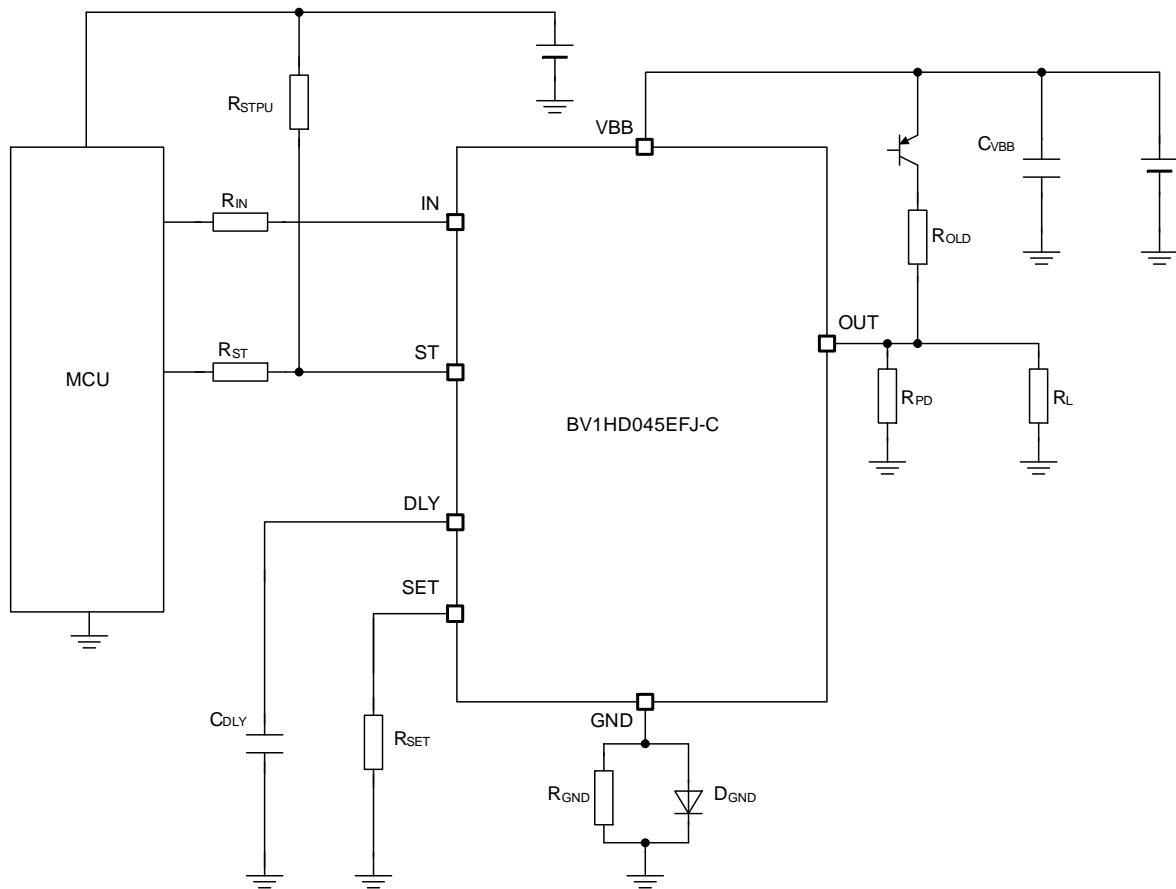 RSTPU
VBB
CVBB
RIN
IN
ROLD
OUT
RST
ST
MCU
RPD
RL
BV1HD045EFJ-C
DLY
SET
CDLY
RSET
GND
RGND
DGND